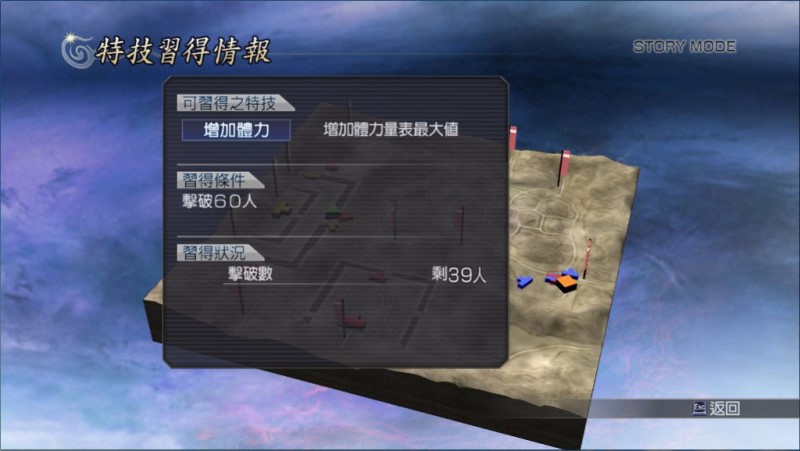 特技習得情報
STORY MODE
可習得之特技
增加體力 增加體力量表最大値
習得條件
擊破60人
習得狀況
擊破數 剩39人
Esc 返回